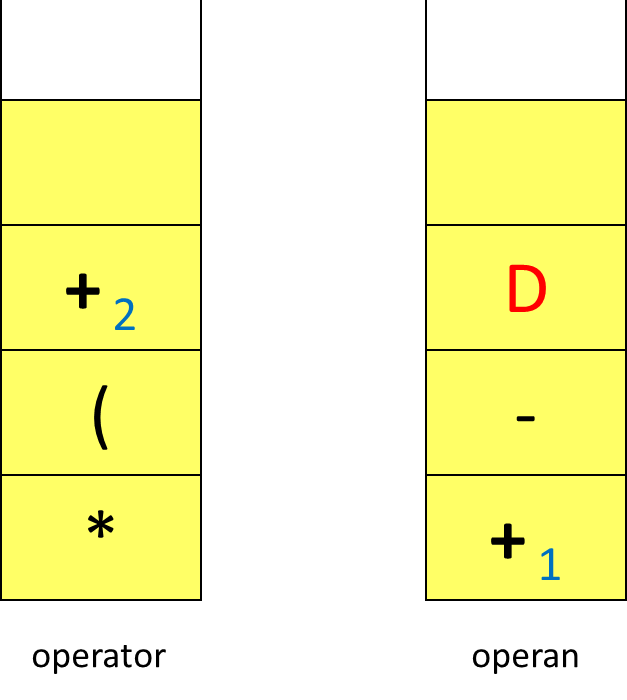 + 2 D
( -
* + 1
operator operan